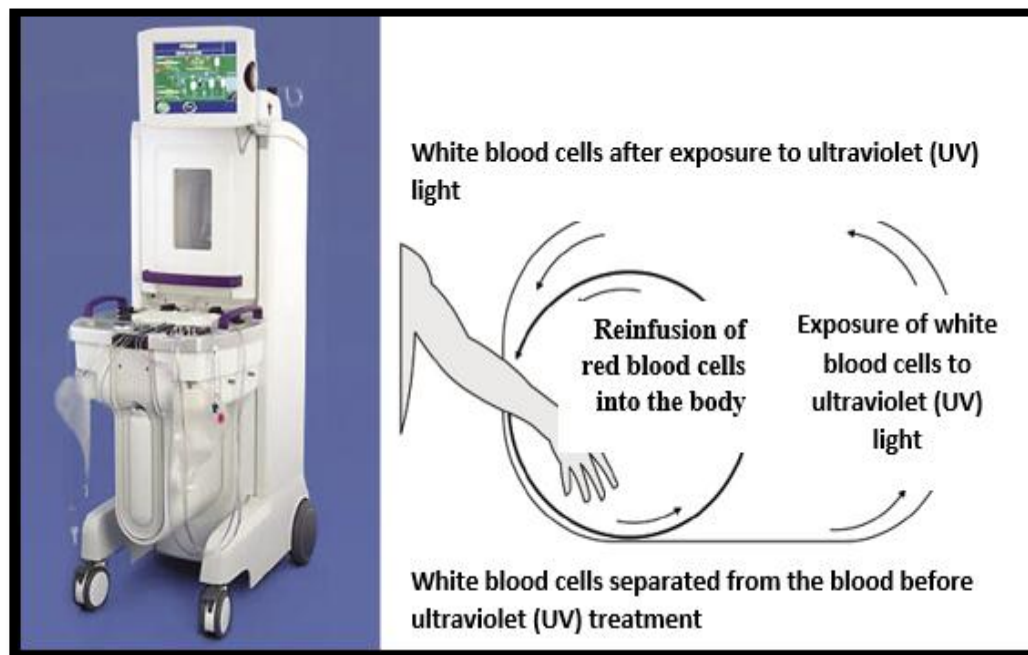 White blood cells after exposure to ultraviolet (UV)
light
Reinfusion of
red blood cells
into the body
Exposure of white
blood cells to
ultraviolet (UV)
light
White blood cells separated from the blood before
ultraviolet (UV) treatment